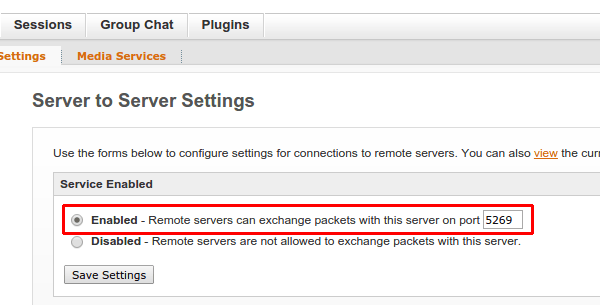 Sessions Group Chat Plugins
Settings Media Services
Server to Server Settings
Use the forms below to configure settings for connections to remote servers. You can also view the cur
Service Enabled
Enabled - Remote servers can exchange packets with this server on port 5269
Disabled - Remote servers are not allowed to exchange packets with this server.
Save Settings